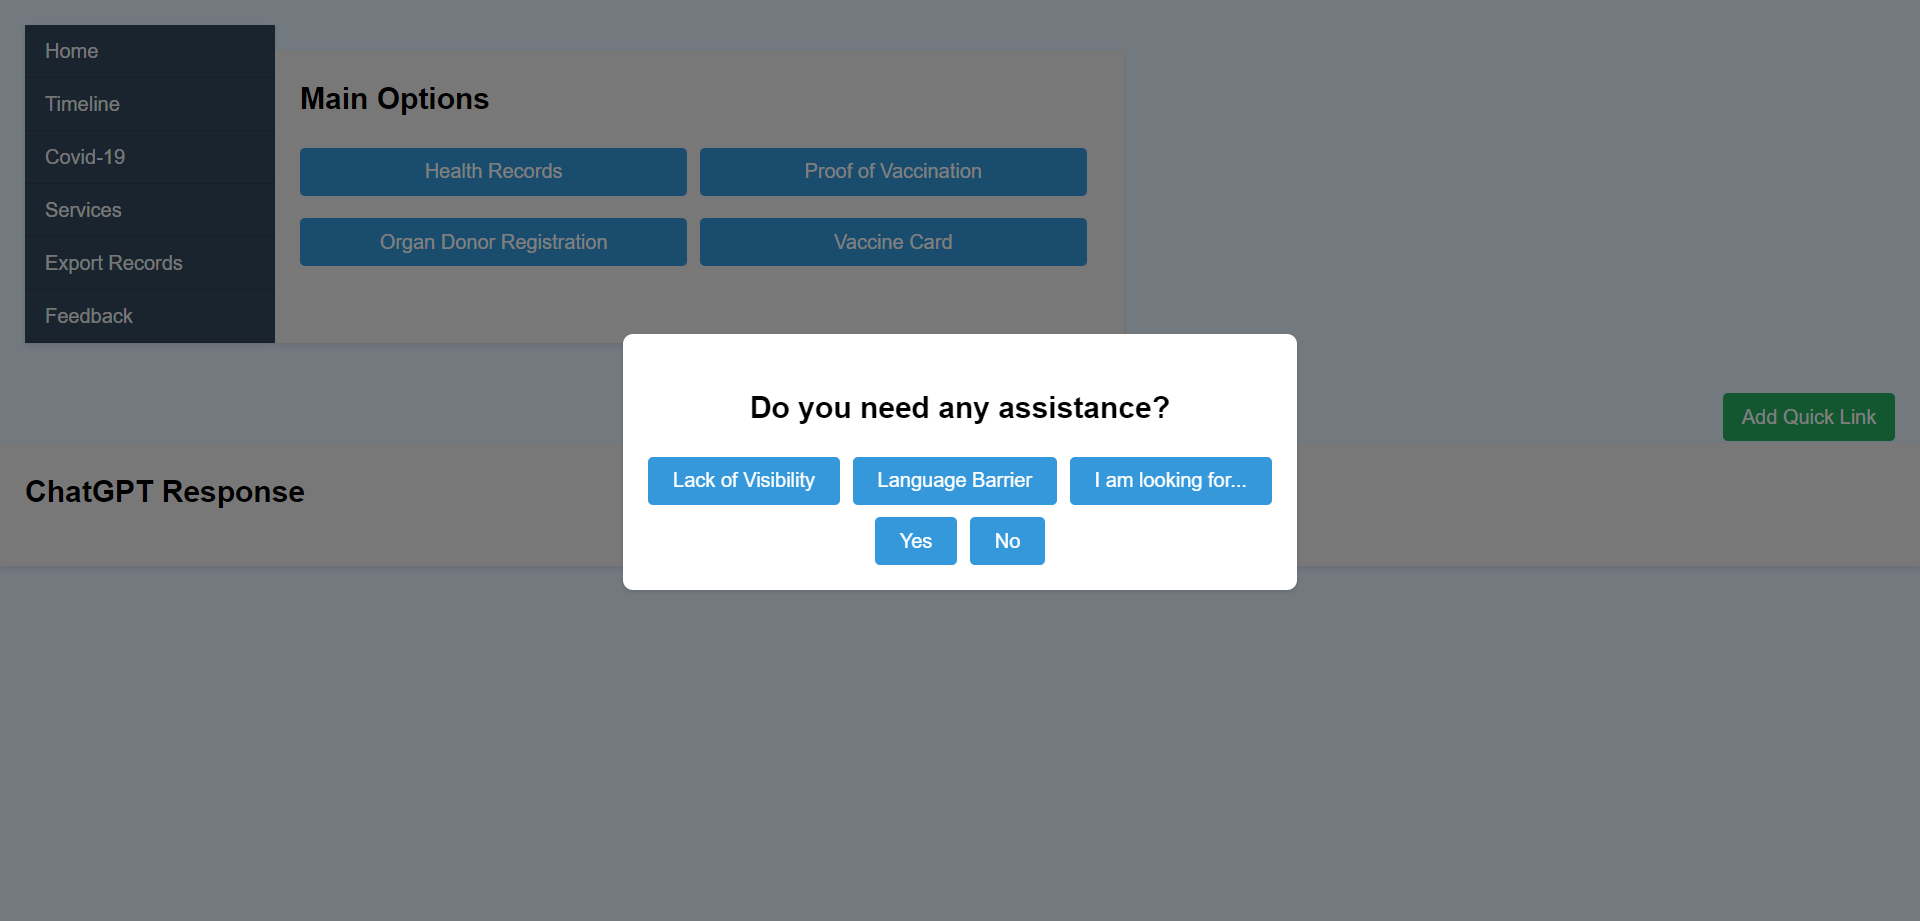 Home
Timeline
Covid-19
Services
Export Records
Feedback
Main Options
Health Records
Proof of Vaccination
Organ Donor Registration
Vaccine Card
Do you need any assistance?
Lack of Visibility
Language Barrier
I am looking for...
Yes
No
Add Quick Link
ChatGPT Response